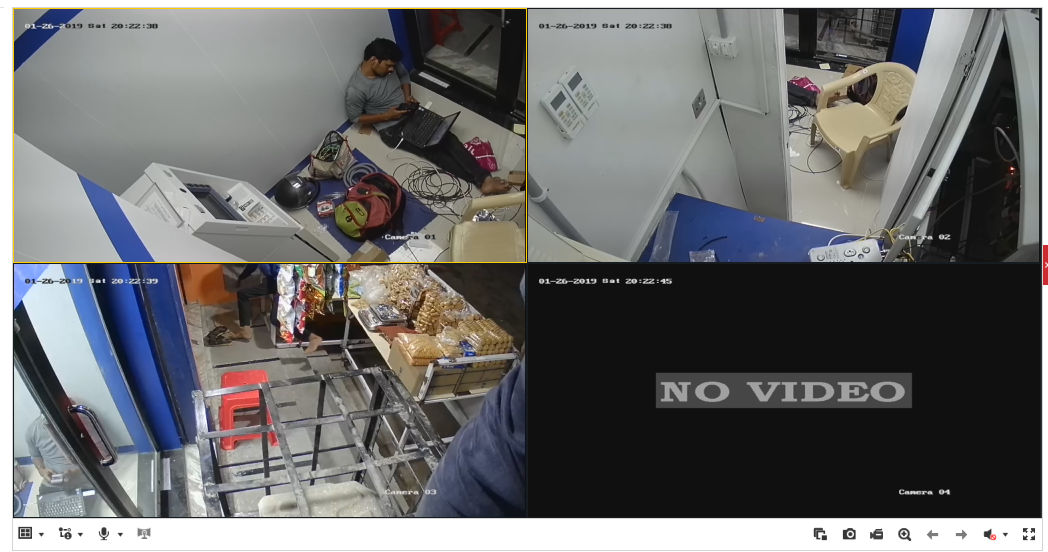 01-26-2019 Sat 20:22:38
Camera 01
01-26-2019 Sat 20:22:38
Camera 02
01-26-2019 Sat 20:22:39
Camera 03
01-26-2019 Sat 20:22:45
NO VIDEO
Camera 04